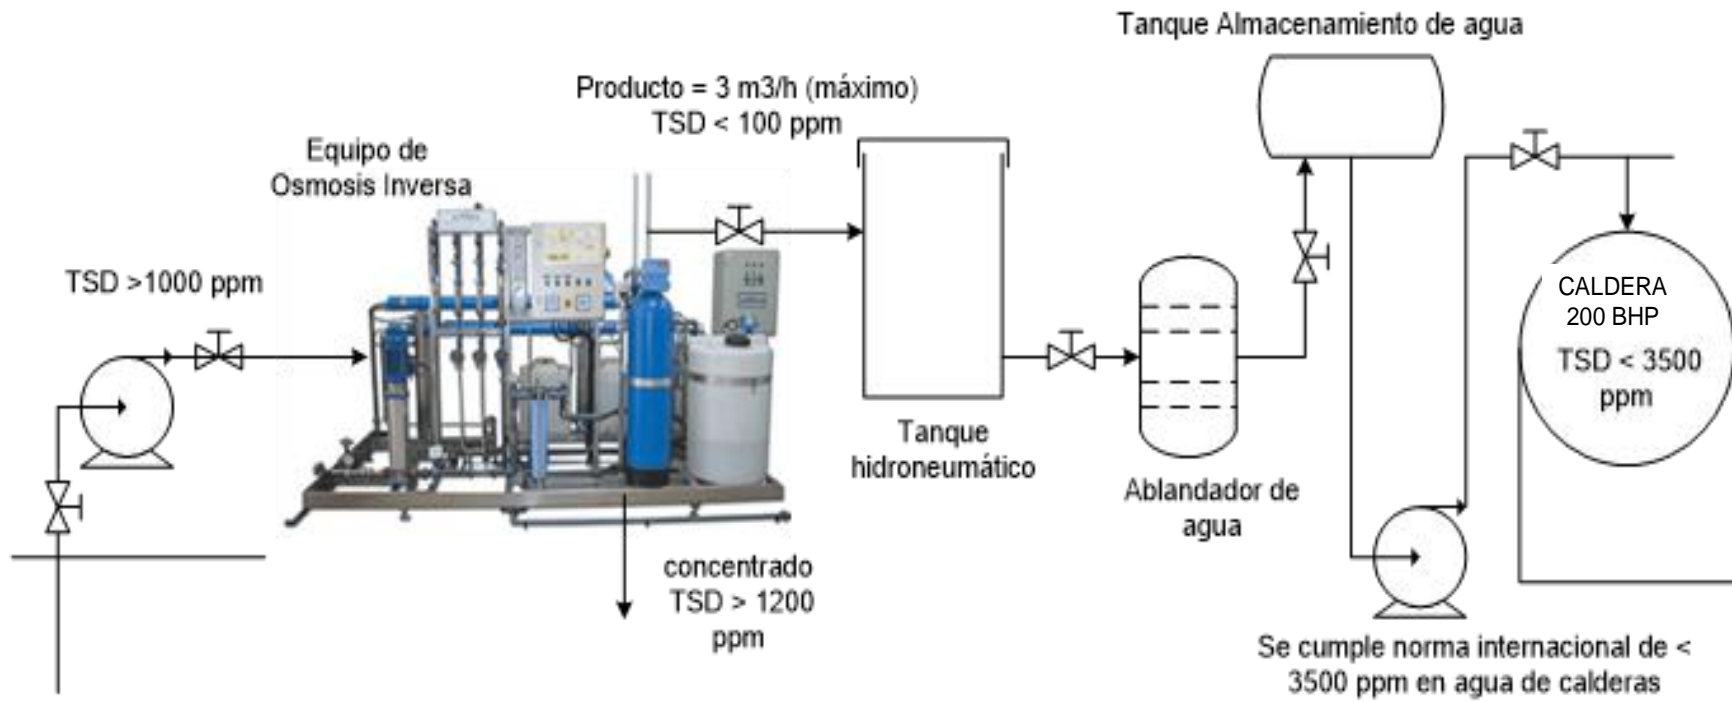 Tanque Almacenamiento de agua
Producto = 3 m3/h (máximo)
TSD < 100 ppm
Equipo de
Osmosis Inversa
TSD >1000 ppm
CALDERA
200 BHP
TSD < 3500
ppm
Tanque
hidroneumático
Ablandador de
agua
concentrado
TSD > 1200
ppm
Se cumple norma internacional de <
3500 ppm en agua de calderas